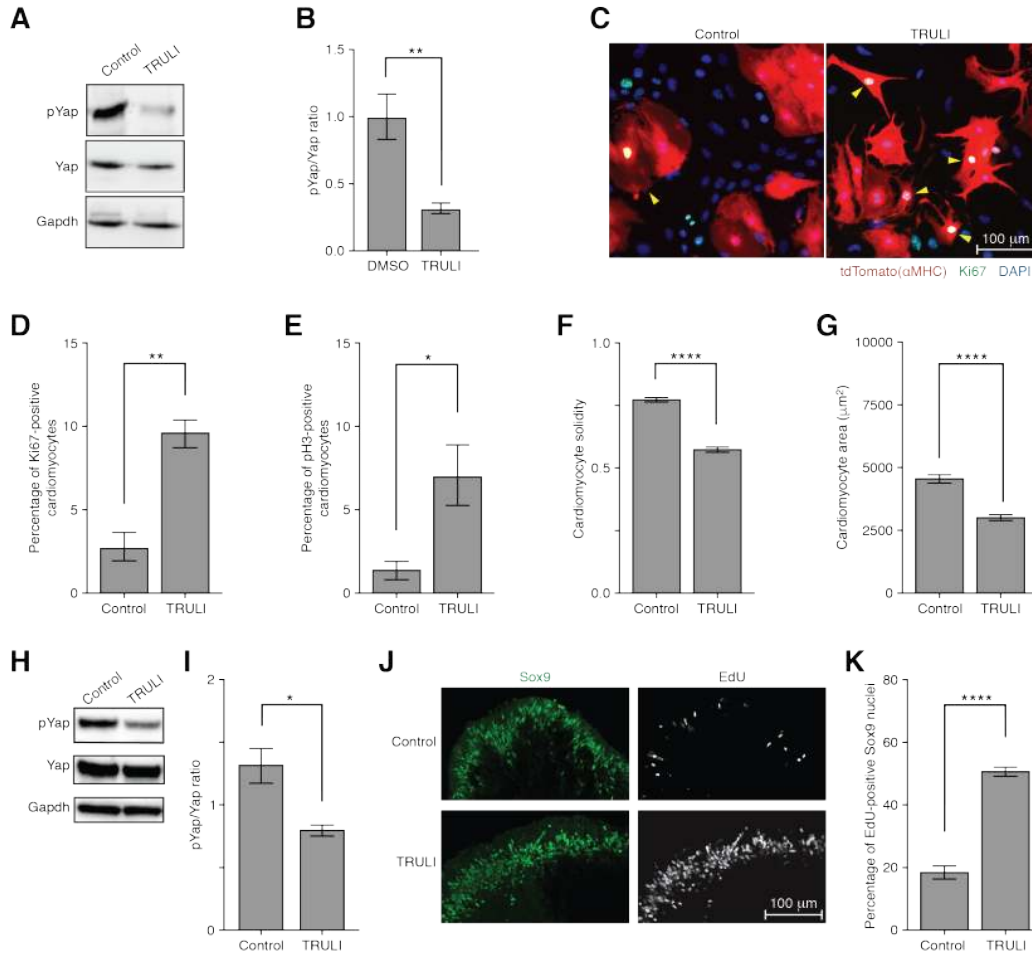 A
Control
TRULI
pYap
Yap
Gapdh
B
pYap/Yap ratio
1.5
1.0
0.5
0.0
**
DMSO
TRULI
C
Control
TRULI
100 μm
tdTomato(αMHC) Ki67 DAPI
D
Percentage of Ki67-positive
cardiomyocytes
15
10
5
0
**
Control
TRULI
E
Percentage of pH3-positive
cardiomyocytes
15
10
5
0
*
Control
TRULI
F
Cardiomyocyte solidity
1.0
0.5
0.0
****
Control
TRULI
G
Cardiomyocyte area (μm²)
10000
7500
5000
2500
0
****
Control
TRULI
H
Control
TRULI
pYap
Yap
Gapdh
I
pYap/Yap ratio
2
1
0
*
Control
TRULI
J
Sox9
EdU
Control
TRULI
100 μm
K
Percentage of EdU-positive Sox9 nuclei
80
60
40
20
0
****
Control
TRULI